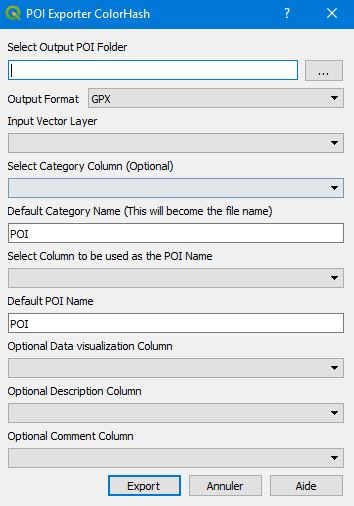 POI Exporter ColorHash ? ×
Select Output POI Folder
...
Output Format GPX
Input Vector Layer
Select Category Column (Optional)
Default Category Name (This will become the file name)
POI
Select Column to be used as the POI Name
Default POI Name
POI
Optional Data visualization Column
Optional Description Column
Optional Comment Column
Export Annuler Aide